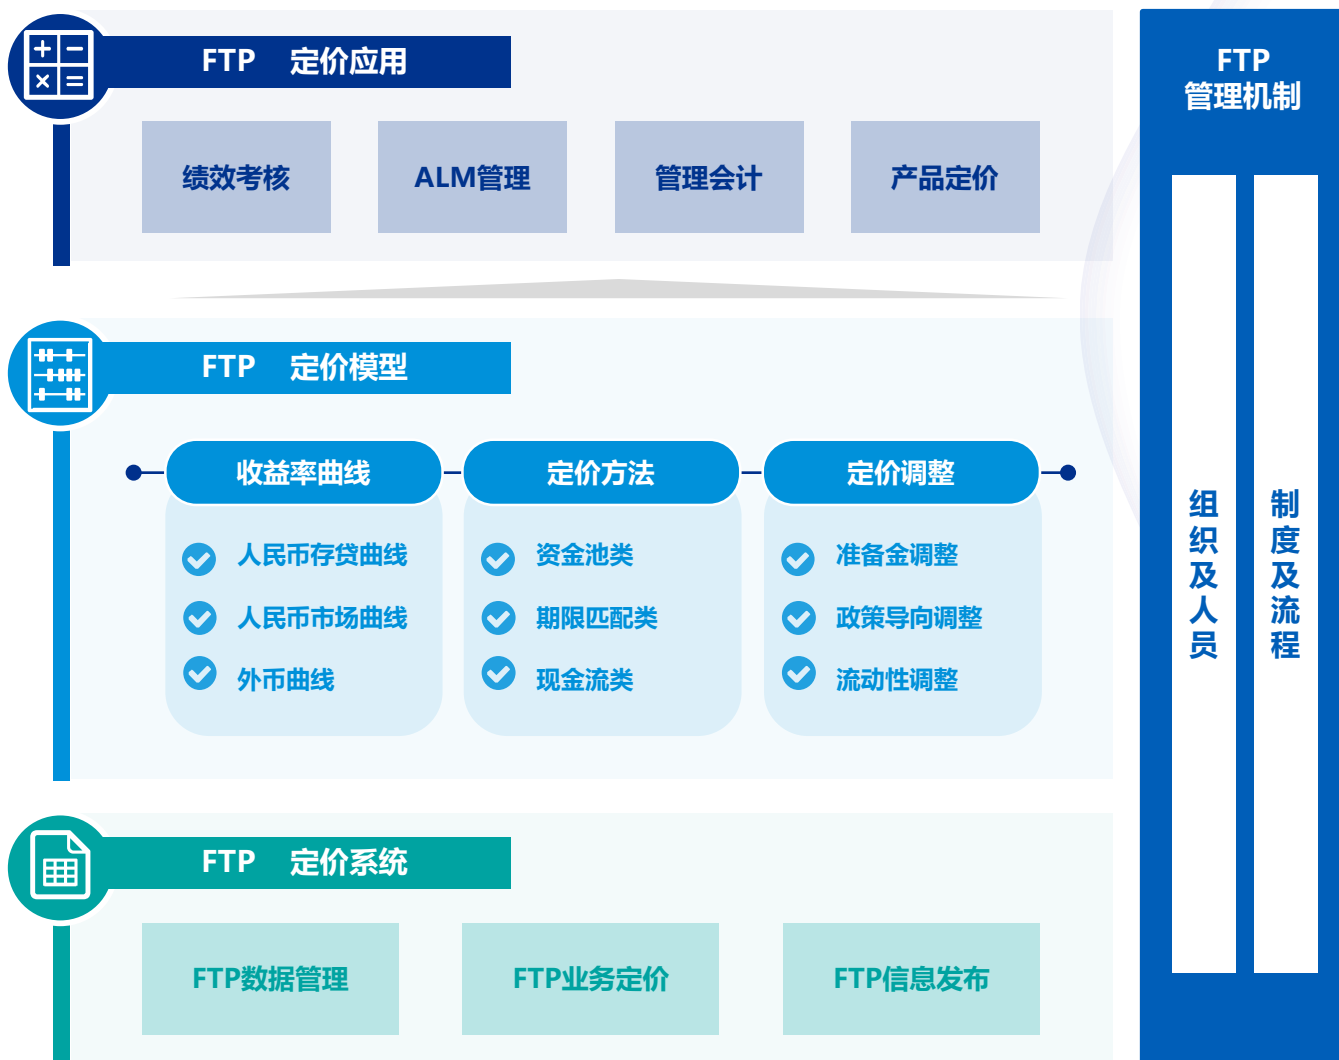 FTP 定价应用
绩效考核
ALM管理
管理会计
产品定价
FTP 定价模型
收益率曲线
人民币存贷曲线
人民币市场曲线
外币曲线
定价方法
资金池类
期限匹配类
现金流类
定价调整
准备金调整
政策导向调整
流动性调整
FTP 定价系统
FTP数据管理
FTP业务定价
FTP信息发布
FTP
管理机制
组织及人员
制度及流程